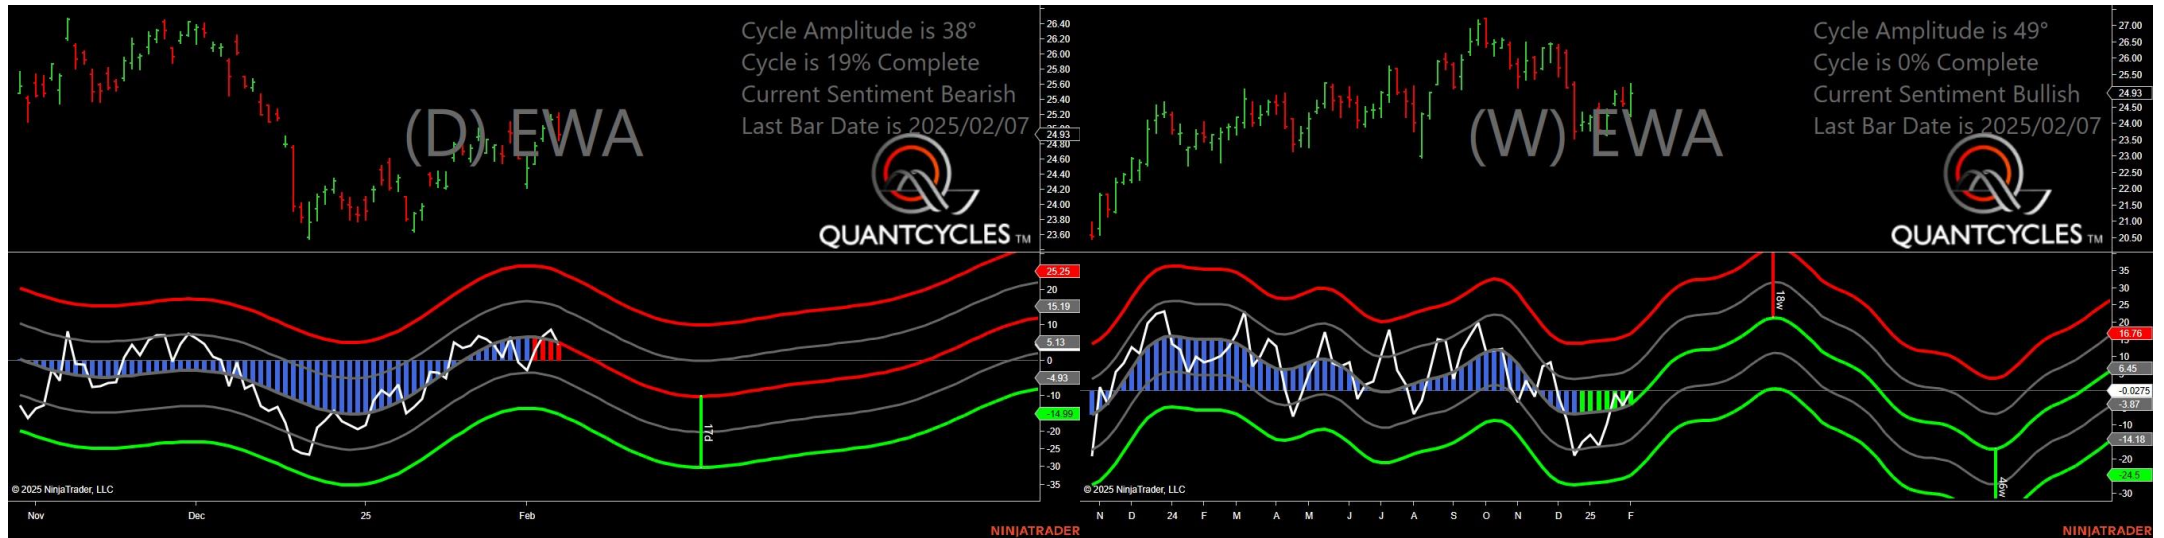 Cycle Amplitude is 38°
Cycle is 19% Complete
Current Sentiment Bearish
Last Bar Date is 2025/02/07
(D) EWA
QUANTCYCLES TM
26.40
26.20
26.00
25.80
25.60
25.40
25.20
24.93
24.80
24.60
24.40
24.20
24.00
23.80
23.60
25.25
20
15.19
10
5.13
0
-4.93
-10
-14.99
-20
-25
-30
-35
17d
© 2025 NinjaTrader, LLC
Nov
Dec
25
Feb
NINJATRADER
Cycle Amplitude is 49°
Cycle is 0% Complete
Current Sentiment Bullish
Last Bar Date is 2025/02/07
(W) EWA
QUANTCYCLES TM
27.00
26.50
26.00
25.50
24.93
24.50
24.00
23.50
23.00
22.50
22.00
21.50
21.00
20.50
35
30
25
20
16.76
10
6.45
-0.0275
-3.87
-10
-14.18
-20
-24.5
-30
18w
46w
© 2025 NinjaTrader, LLC
N D 24 F M A M J J A S O N D 25 F
NINJATRADER